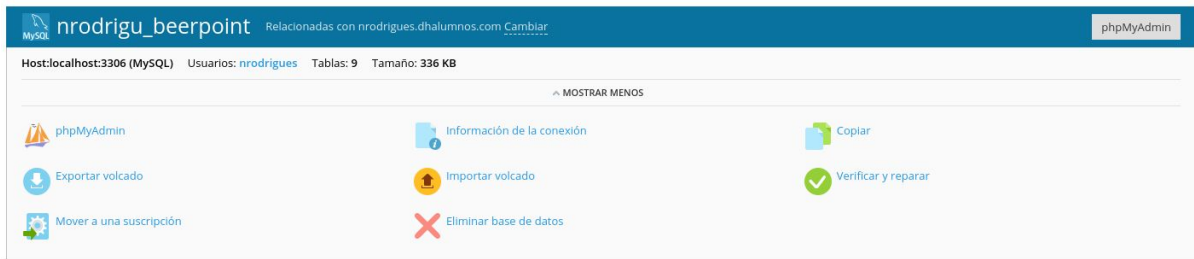 MySQL nrodrigu_beerpoint Relacionadas con nrodrigues.dhalumnos.com Cambiar phpMyAdmin
Host:localhost:3306 (MySQL) Usuarios: nrodrigues Tablas: 9 Tamaño: 336 KB
MOSTRAR MENOS
phpMyAdmin Información de la conexión Copiar
Exportar volcado Importar volcado Verificar y reparar
Mover a una suscripción Eliminar base de datos